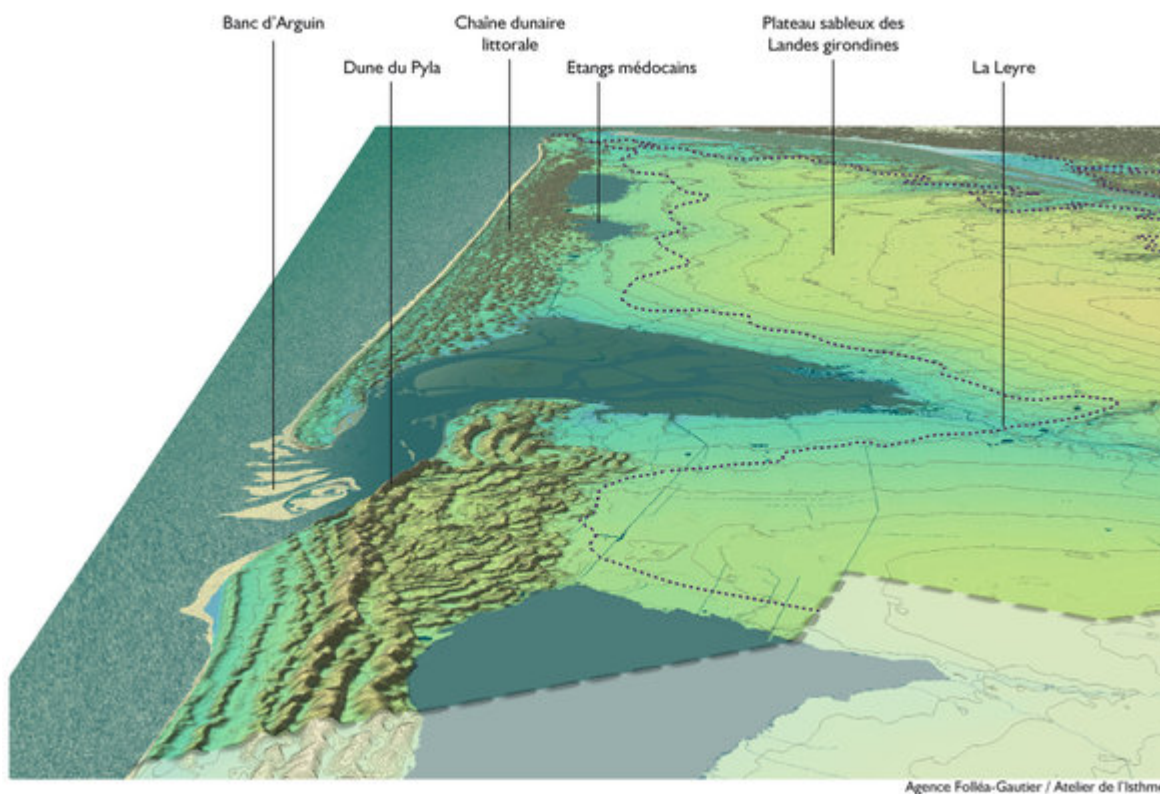 Banc d'Arguin
Chaîne dunaire
littorale
Plateau sableux des
Landes girondines
Dune du Pyla
Etangs médocains
La Leyre
Agence Folléa-Gautier / Atelier de l'Isthme